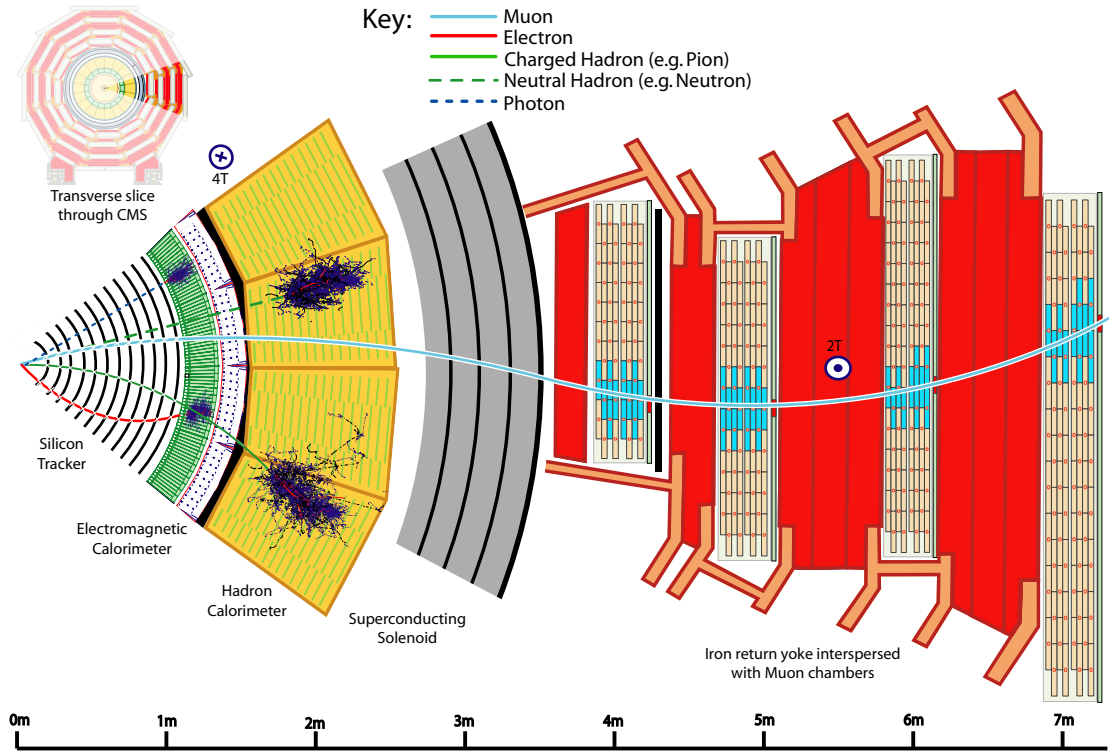 Key:
Muon
Electron
Charged Hadron (e.g. Pion)
Neutral Hadron (e.g. Neutron)
Photon
Transverse slice
through CMS
4T
2T
Silicon
Tracker
Electromagnetic
Calorimeter
Hadron
Calorimeter
Superconducting
Solenoid
Iron return yoke interspersed
with Muon chambers
0m 1m 2m 3m 4m 5m 6m 7m